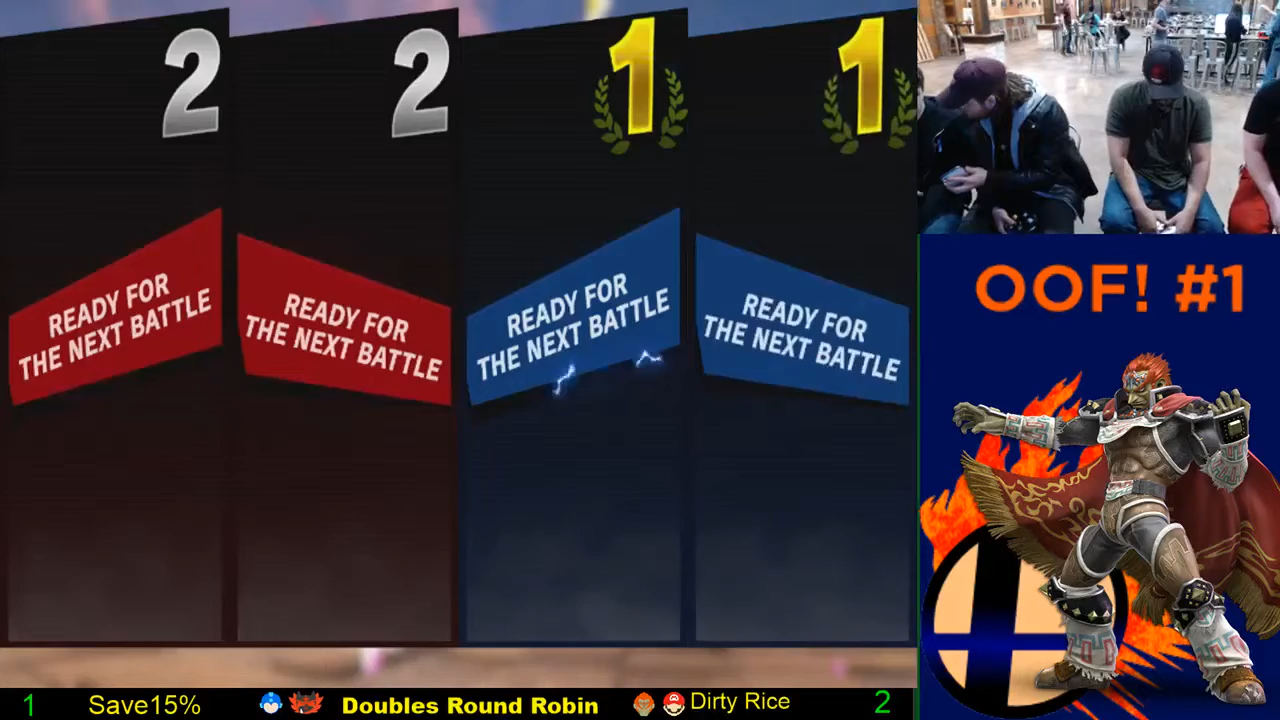 2
2
1
1
READY FOR
THE NEXT BATTLE
READY FOR
THE NEXT BATTLE
READY FOR
THE NEXT BATTLE
READY FOR
THE NEXT BATTLE
OOF! #1
1 Save15% Doubles Round Robin Dirty Rice 2